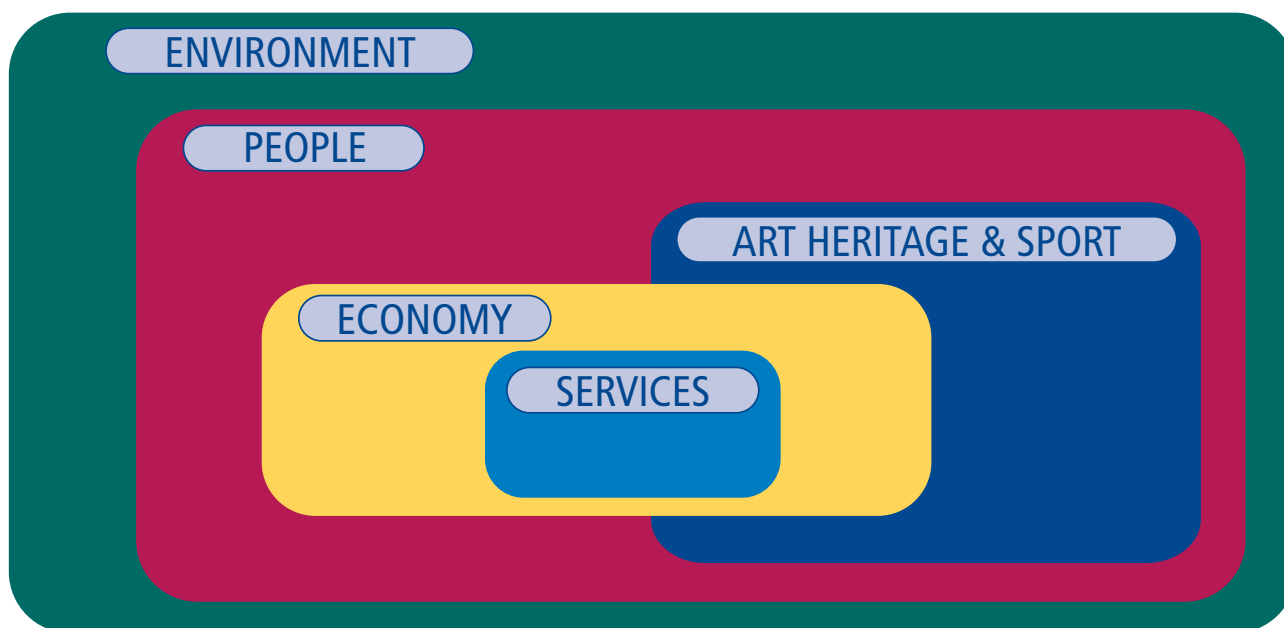 ENVIRONMENT
PEOPLE
ART HERITAGE & SPORT
ECONOMY
SERVICES